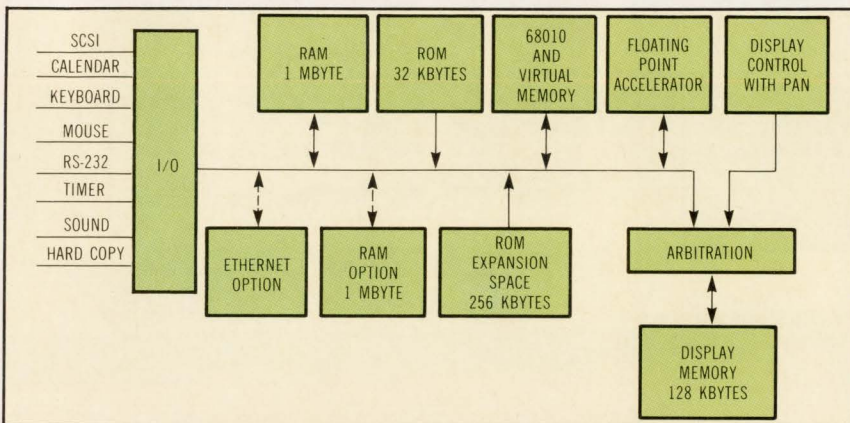 SCSI
CALENDAR
KEYBOARD
MOUSE
RS-232
TIMER
SOUND
HARD COPY
I/O
RAM
1 MBYTE
ROM
32 KBYTES
68010
AND
VIRTUAL
MEMORY
FLOATING
POINT
ACCELERATOR
DISPLAY
CONTROL
WITH PAN
ETHERNET
OPTION
RAM
OPTION
1 MBYTE
ROM
EXPANSION
SPACE
256 KBYTES
ARBITRATION
DISPLAY
MEMORY
128 KBYTES